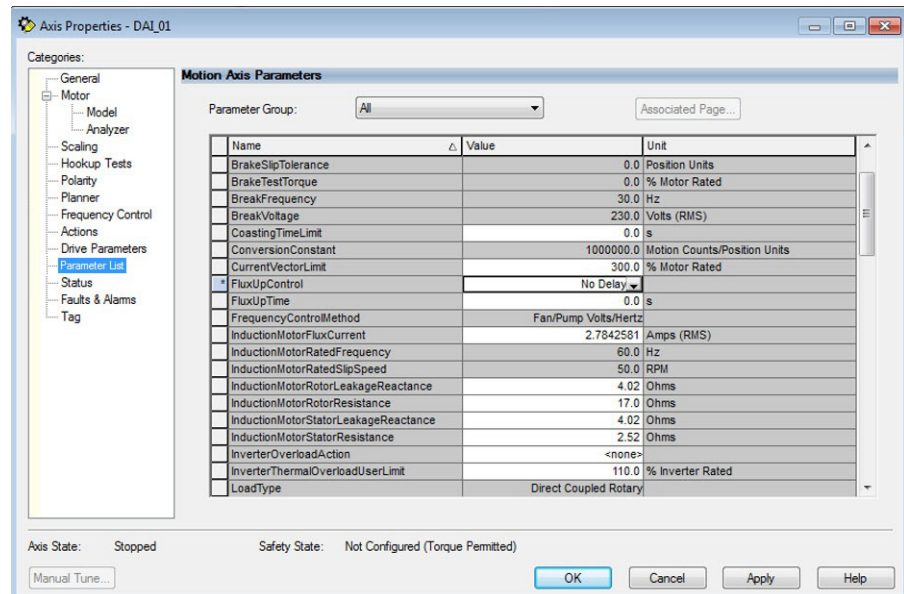 Axis Properties - DAI_01
Categories:
General
Motor
Model
Analyzer
Scaling
Hookup Tests
Polarity
Planner
Frequency Control
Actions
Drive Parameters
Parameter List
Status
Faults & Alarms
Tag
Motion Axis Parameters
Parameter Group: All Associated Page...
Name Value Unit
BrakeSlipTolerance 0.0 Position Units
BrakeTestTorque 0.0 % Motor Rated
BreakFrequency 30.0 Hz
BreakVoltage 230.0 Volts (RMS)
CoastingTimeLimit 0.0 s
ConversionConstant 1000000.0 Motion Counts/Position Units
CurrentVectorLimit 300.0 % Motor Rated
* FluxUpControl No Delay
FluxUpTime 0.0 s
FrequencyControlMethod Fan/Pump Volts/Hertz
InductionMotorFluxCurrent 2.7842581 Amps (RMS)
InductionMotorRatedFrequency 60.0 Hz
InductionMotorRatedSlipSpeed 50.0 RPM
InductionMotorRotorLeakageReactance 4.02 Ohms
InductionMotorRotorResistance 17.0 Ohms
InductionMotorStatorLeakageReactance 4.02 Ohms
InductionMotorStatorResistance 2.52 Ohms
InverterOverloadAction <none>
InverterThermalOverloadUserLimit 110.0 % Inverter Rated
LoadType Direct Coupled Rotary
Axis State: Stopped Safety State: Not Configured (Torque Permitted)
Manual Tune... OK Cancel Apply Help